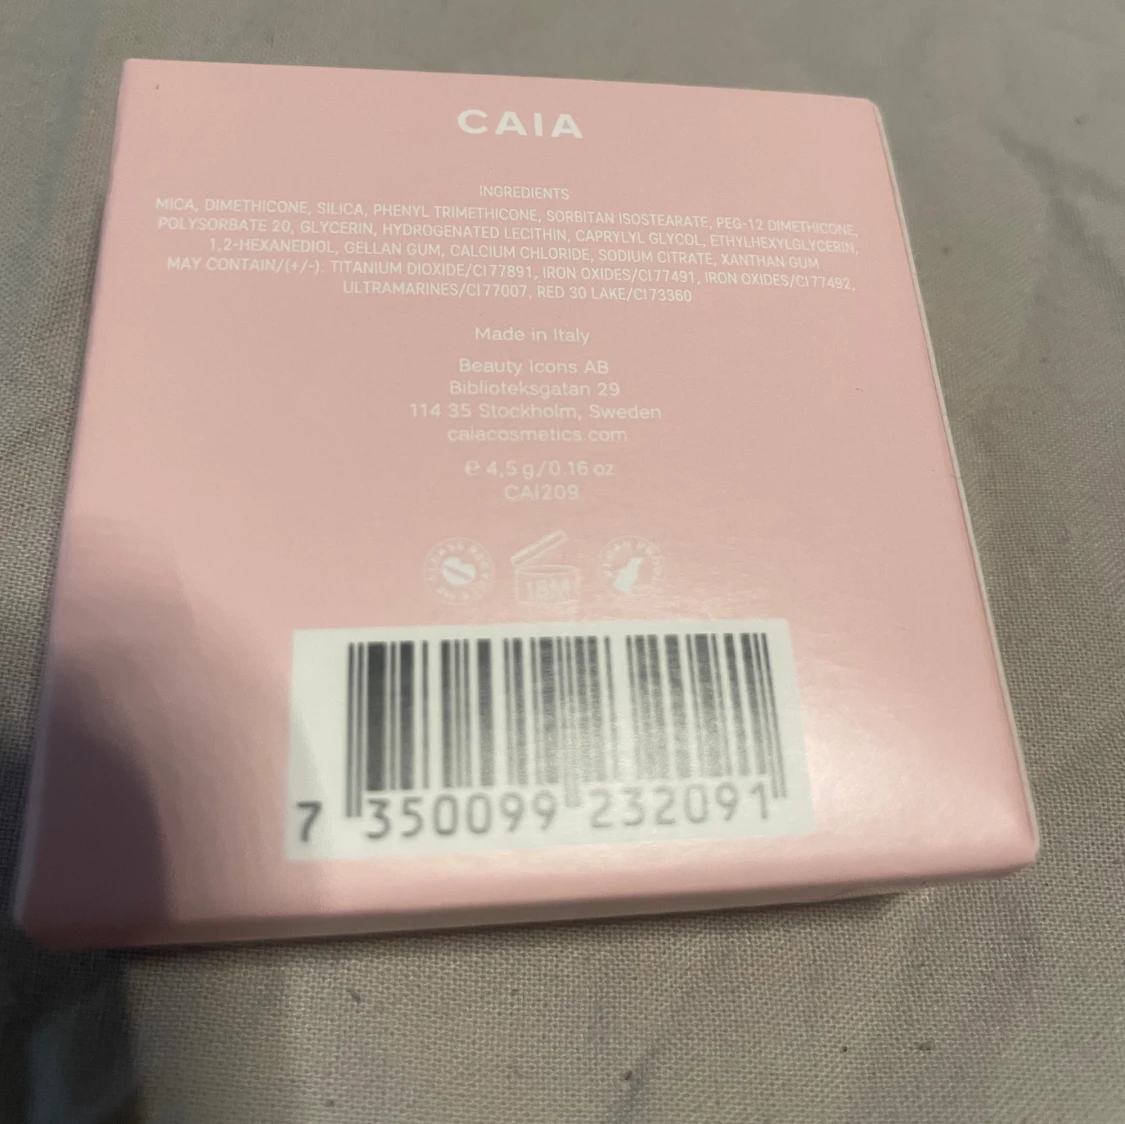 CAIA
INGREDIENTS
MICA, DIMETHICONE, SILICA, PHENYL TRIMETHICONE, SORBITAN ISOSTEARATE, PEG-12 DIMETHICONE,
POLYSORBATE 20, GLYCERIN, HYDROGENATED LECITHIN, CAPRYLYL GLYCOL, ETHYLHEXYLGLYCERIN,
1,2-HEXANEDIOL, GELLAN GUM, CALCIUM CHLORIDE, SODIUM CITRATE, XANTHAN GUM
MAY CONTAIN/(+/-): TITANIUM DIOXIDE/CI77891, IRON OXIDES/CI77491, IRON OXIDES/CI77492,
ULTRAMARINES/CI77007, RED 30 LAKE/CI73360
Made in Italy
Beauty Icons AB
Biblioteksgatan 29
114 35 Stockholm, Sweden
caiacosmetics.com
℮ 4,5 g/0.16 oz
CAI209
18M
7 350099 232091